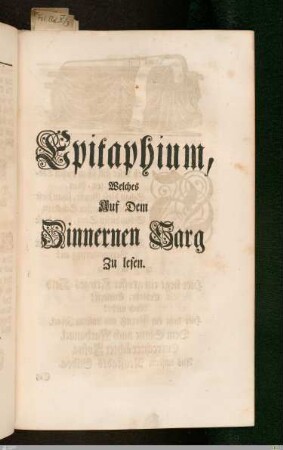 Epitaphium,
Welches
Auf Dem
Zinnernen Sarg
Zu lesen.